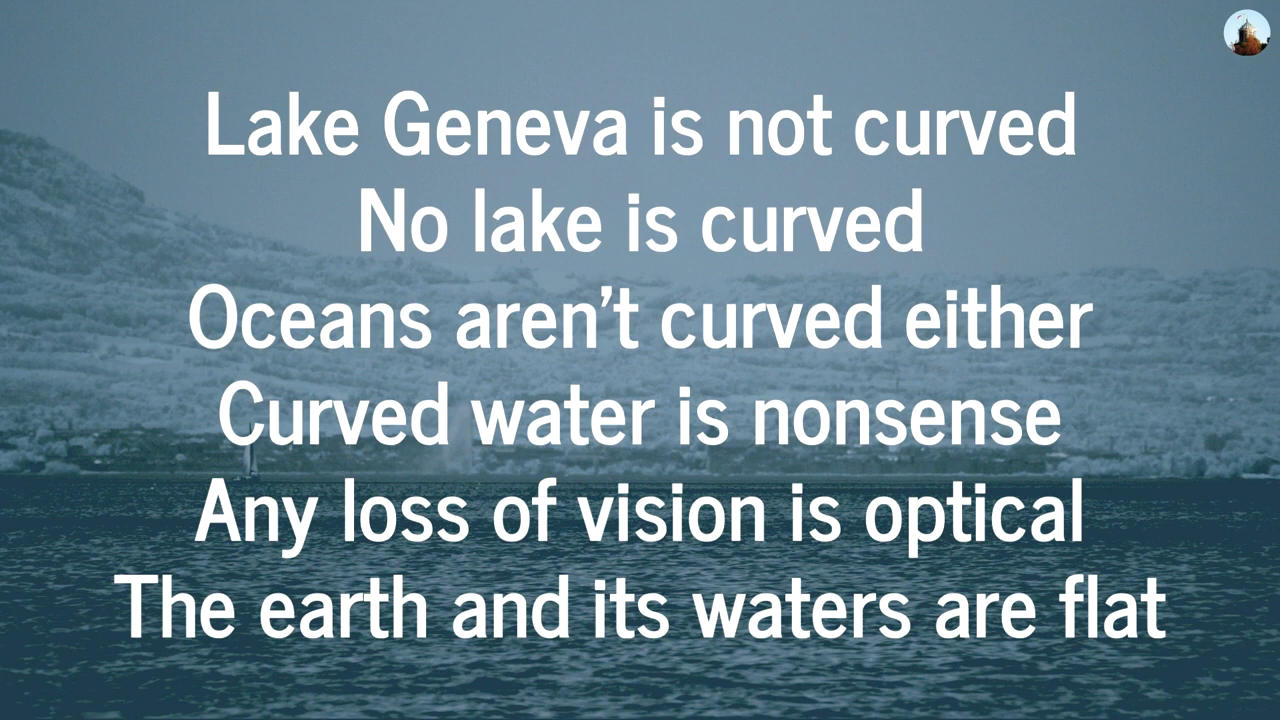 Lake Geneva is not curved
No lake is curved
Oceans aren’t curved either
Curved water is nonsense
Any loss of vision is optical
The earth and its waters are flat